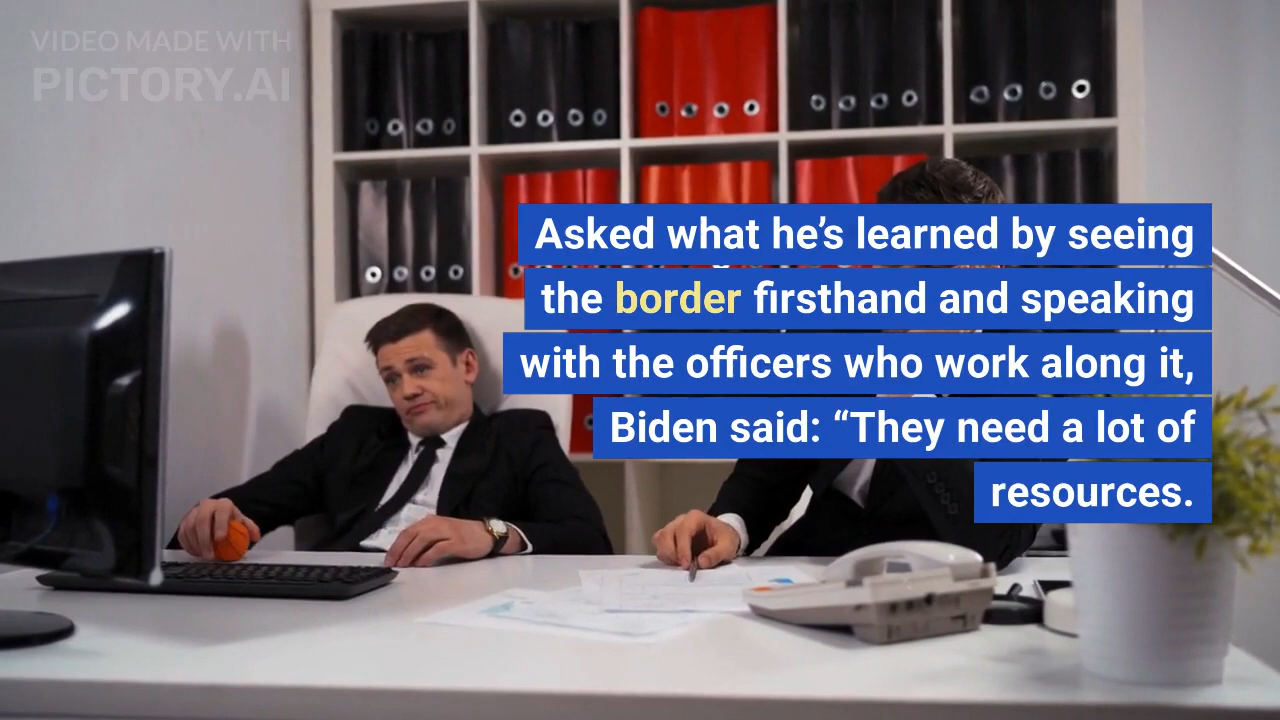 VIDEO MADE WITH
PICTORY.AI
Asked what he’s learned by seeing
the border firsthand and speaking
with the officers who work along it,
Biden said: “They need a lot of
resources.